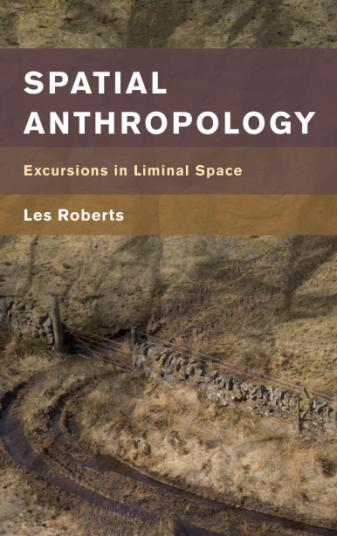 SPATIAL
ANTHROPOLOGY
Excursions in Liminal Space
Les Roberts